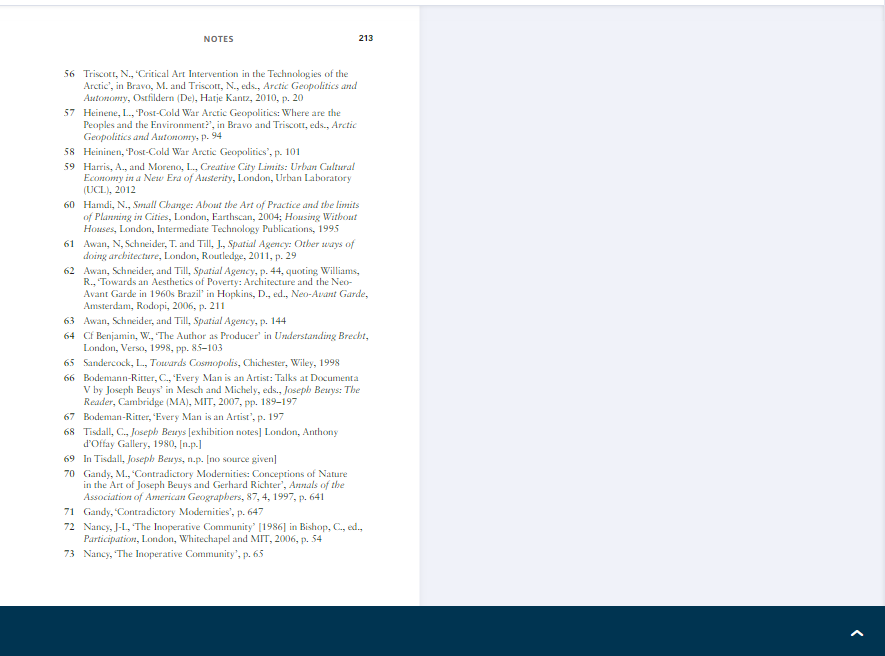 NOTES 213
56 Triscott, N., ‘Critical Art Intervention in the Technologies of the
Arctic’, in Bravo, M. and Triscott, N., eds., Arctic Geopolitics and
Autonomy, Ostfildern (De), Hatje Kantz, 2010, p. 20
57 Heinene, L., ‘Post-Cold War Arctic Geopolitics: Where are the
Peoples and the Environment?’, in Bravo and Triscott, eds., Arctic
Geopolitics and Autonomy, p. 94
58 Heininen, ‘Post-Cold War Arctic Geopolitics’, p. 101
59 Harris, A., and Moreno, L., Creative City Limits: Urban Cultural
Economy in a New Era of Austerity, London, Urban Laboratory
(UCL), 2012
60 Hamdi, N., Small Change: About the Art of Practice and the limits
of Planning in Cities, London, Earthscan, 2004; Housing Without
Houses, London, Intermediate Technology Publications, 1995
61 Awan, N, Schneider, T. and Till, J., Spatial Agency: Other ways of
doing architecture, London, Routledge, 2011, p. 29
62 Awan, Schneider, and Till, Spatial Agency, p. 44, quoting Williams,
R., ‘Towards an Aesthetics of Poverty: Architecture and the Neo-
Avant Garde in 1960s Brazil’ in Hopkins, D., ed., Neo-Avant Garde,
Amsterdam, Rodopi, 2006, p. 211
63 Awan, Schneider, and Till, Spatial Agency, p. 144
64 Cf Benjamin, W., ‘The Author as Producer’ in Understanding Brecht,
London, Verso, 1998, pp. 85–103
65 Sandercock, L., Towards Cosmopolis, Chichester, Wiley, 1998
66 Bodemann-Ritter, C., ‘Every Man is an Artist: Talks at Documenta
V by Joseph Beuys’ in Mesch and Michely, eds., Joseph Beuys: The
Reader, Cambridge (MA), MIT, 2007, pp. 189–197
67 Bodeman-Ritter, ‘Every Man is an Artist’, p. 197
68 Tisdall, C., Joseph Beuys [exhibition notes] London, Anthony
d’Offay Gallery, 1980, [n.p.]
69 In Tisdall, Joseph Beuys, n.p. [no source given]
70 Gandy, M., ‘Contradictory Modernities: Conceptions of Nature
in the Art of Joseph Beuys and Gerhard Richter’, Annals of the
Association of American Geographers, 87, 4, 1997, p. 641
71 Gandy, ‘Contradictory Modernities’, p. 647
72 Nancy, J-L, ‘The Inoperative Community’ [1986] in Bishop, C., ed.,
Participation, London, Whitechapel and MIT, 2006, p. 54
73 Nancy, ‘The Inoperative Community’, p. 65